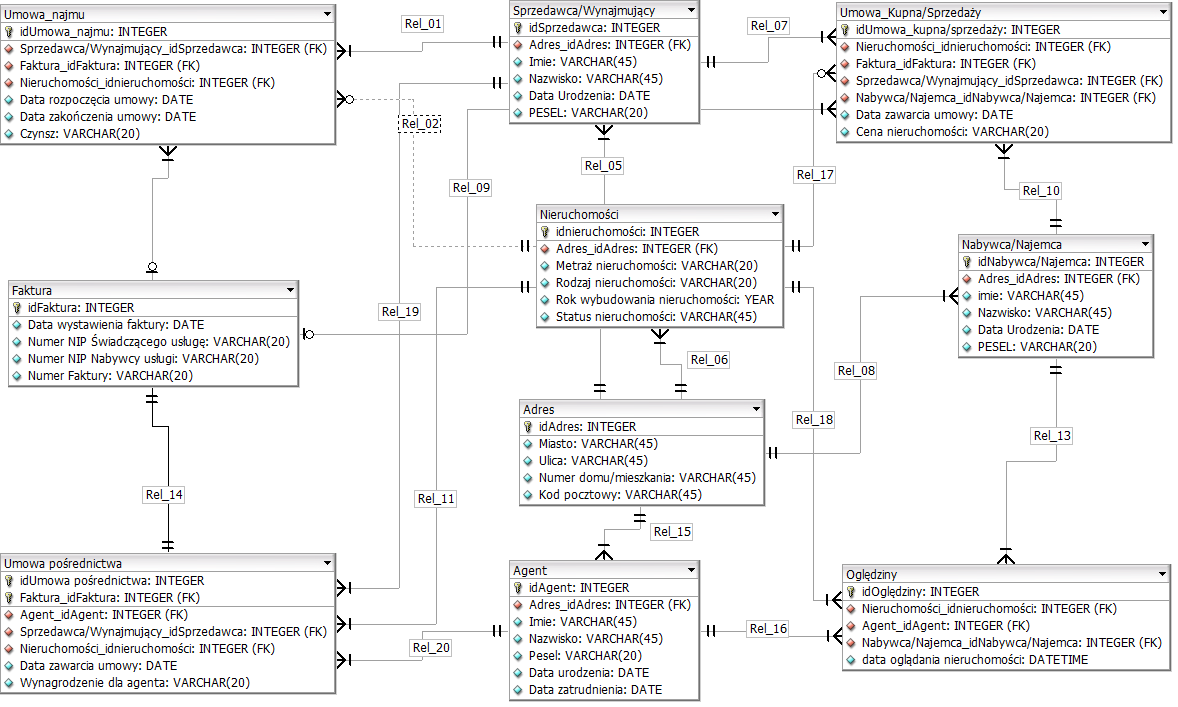 Umowa_najmu
idUmowa_najmu: INTEGER
Sprzedawca/Wynajmujący_idSprzedawca: INTEGER (FK)
Faktura_idFaktura: INTEGER (FK)
Nieruchomości_idnieruchomości: INTEGER (FK)
Data rozpoczęcia umowy: DATE
Data zakończenia umowy: DATE
Czynsz: VARCHAR(20)
Rel_01
Sprzedawca/Wynajmujący
idSprzedawca: INTEGER
Adres_idAdres: INTEGER (FK)
Imie: VARCHAR(45)
Nazwisko: VARCHAR(45)
Data Urodzenia: DATE
PESEL: VARCHAR(20)
Rel_07
Umowa_Kupna/Sprzedaży
idUmowa_kupna/sprzedaży: INTEGER
Nieruchomości_idnieruchomości: INTEGER (FK)
Faktura_idFaktura: INTEGER (FK)
Sprzedawca/Wynajmujący_idSprzedawca: INTEGER (FK)
Nabywca/Najemca_idNabywca/Najemca: INTEGER (FK)
Data zawarcia umowy: DATE
Cena nieruchomości: VARCHAR(20)
Rel_02
Rel_05
Rel_17
Rel_09
Rel_10
Nieruchomości
idnieruchomości: INTEGER
Adres_idAdres: INTEGER (FK)
Metraż nieruchomości: VARCHAR(20)
Rodzaj nieruchomości: VARCHAR(20)
Rok wybudowania nieruchomości: YEAR
Status nieruchomości: VARCHAR(45)
Nabywca/Najemca
idNabywca/Najemca: INTEGER
Adres_idAdres: INTEGER (FK)
imie: VARCHAR(45)
Nazwisko: VARCHAR(45)
Data Urodzenia: DATE
PESEL: VARCHAR(20)
Faktura
idFaktura: INTEGER
Data wystawienia faktury: DATE
Numer NIP Świadczącego usługę: VARCHAR(20)
Numer NIP Nabywcy usługi: VARCHAR(20)
Numer Faktury: VARCHAR(20)
Rel_19
Rel_06
Rel_08
Adres
idAdres: INTEGER
Miasto: VARCHAR(45)
Ulica: VARCHAR(45)
Numer domu/mieszkania: VARCHAR(45)
Kod pocztowy: VARCHAR(45)
Rel_18
Rel_13
Rel_14
Rel_11
Rel_15
Umowa pośrednictwa
idUmowa pośrednictwa: INTEGER
Faktura_idFaktura: INTEGER (FK)
Agent_idAgent: INTEGER (FK)
Sprzedawca/Wynajmujący_idSprzedawca: INTEGER (FK)
Nieruchomości_idnieruchomości: INTEGER (FK)
Data zawarcia umowy: DATE
Wynagrodzenie dla agenta: VARCHAR(20)
Rel_20
Agent
idAgent: INTEGER
Adres_idAdres: INTEGER (FK)
Imie: VARCHAR(45)
Nazwisko: VARCHAR(45)
Pesel: VARCHAR(20)
Data urodzenia: DATE
Data zatrudnienia: DATE
Rel_16
Oględziny
idOględziny: INTEGER
Nieruchomości_idnieruchomości: INTEGER (FK)
Agent_idAgent: INTEGER (FK)
Nabywca/Najemca_idNabywca/Najemca: INTEGER (FK)
data oglądania nieruchomości: DATETIME